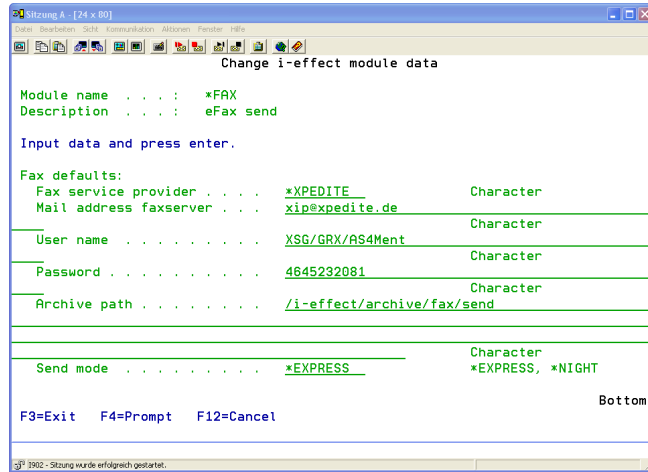 Sitzung A - [24 x 80]
Datei Bearbeiten Sicht Kommunikation Aktionen Fenster Hilfe
Change i-effect module data
Module name . . . : *FAX
Description . . . : eFax send
Input data and press enter.
Fax defaults:
Fax service provider . . . . *XPEDITE Character
Mail address faxserver . . . xip@xpedite.de
Character
User name . . . . . . . . . XSG/GRX/AS4Ment
Character
Password . . . . . . . . . . 4645232081
Character
Archive path . . . . . . . . /i-effect/archive/fax/send
Character
Send mode . . . . . . . . . *EXPRESS *EXPRESS, *NIGHT
Bottom
F3=Exit F4=Prompt F12=Cancel
I902 - Sitzung wurde erfolgreich gestartet.